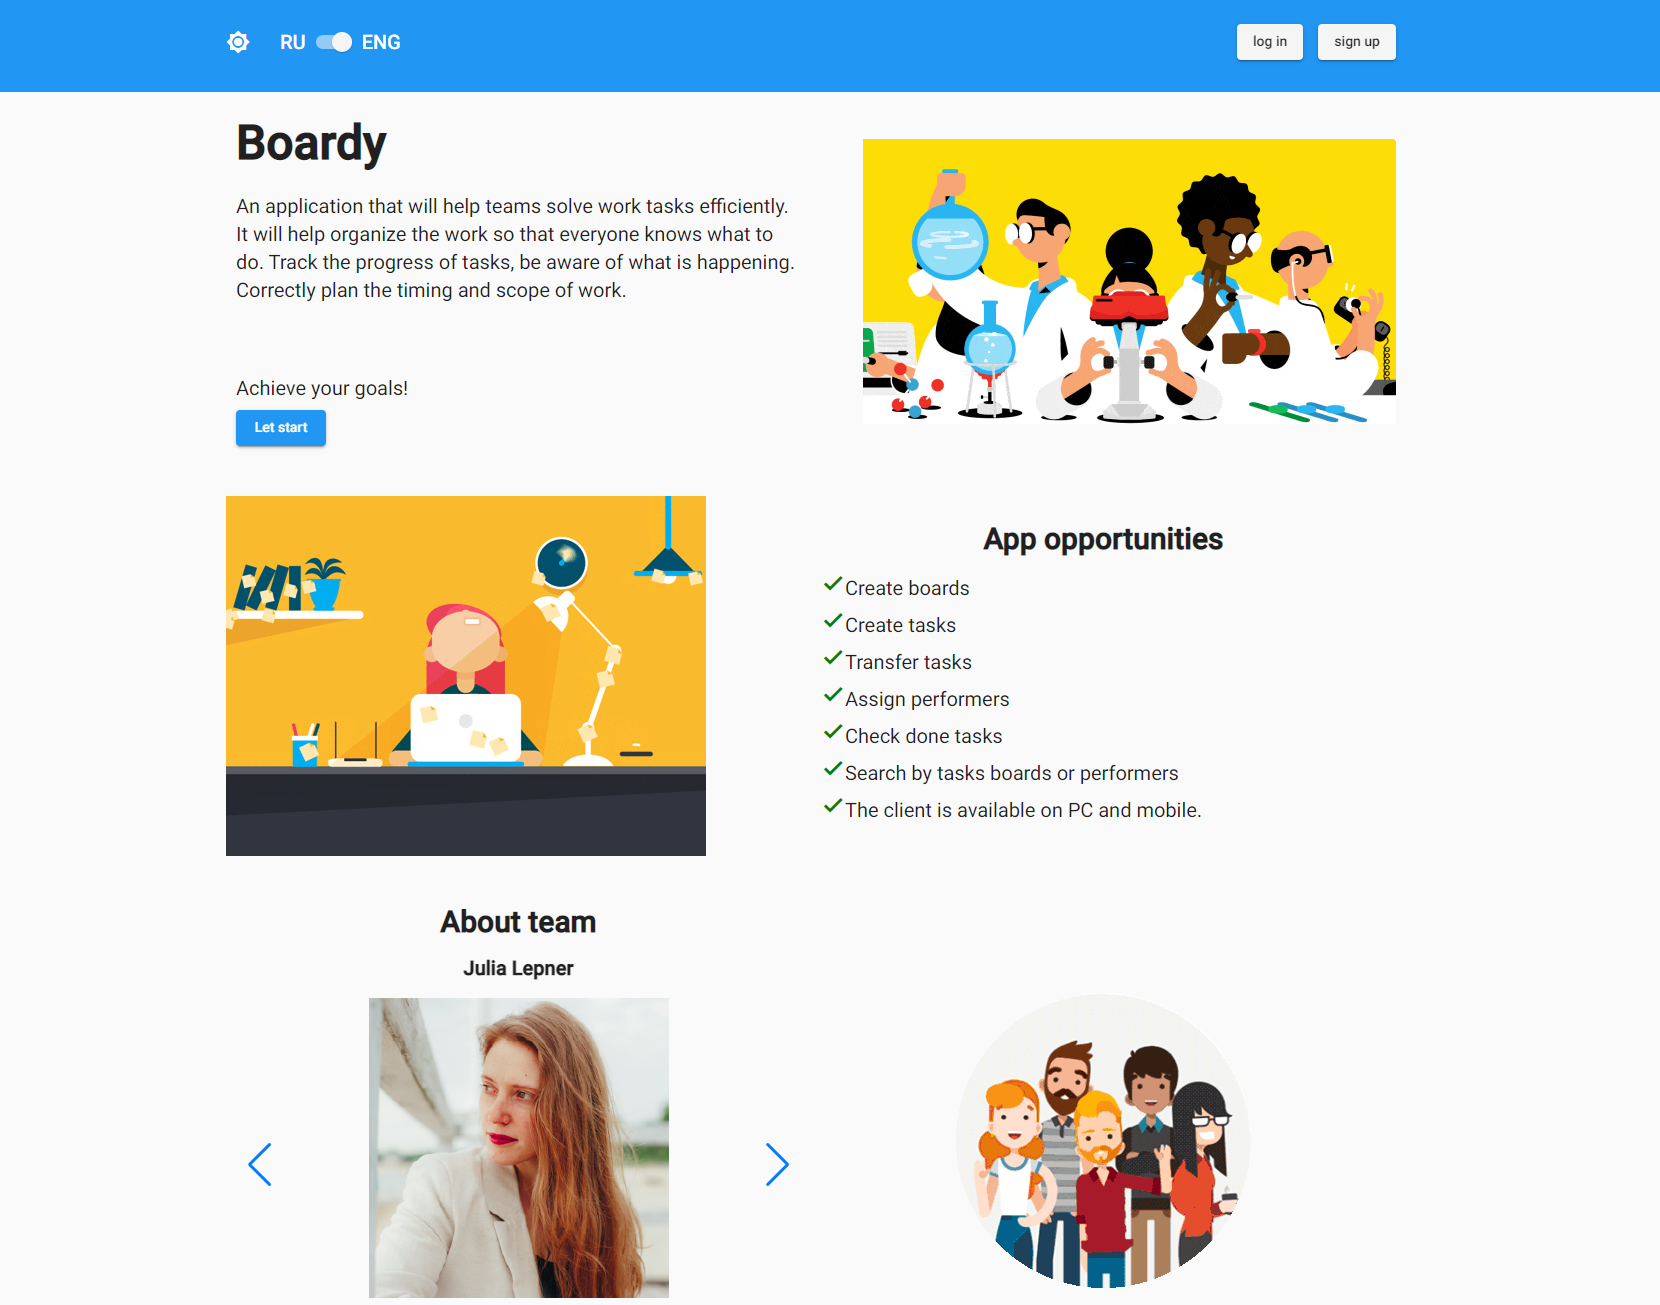 RU ENG log in sign up
Boardy
An application that will help teams solve work tasks efficiently.
It will help organize the work so that everyone knows what to
do. Track the progress of tasks, be aware of what is happening.
Correctly plan the timing and scope of work.
Achieve your goals!
Let start
App opportunities
Create boards
Create tasks
Transfer tasks
Assign performers
Check done tasks
Search by tasks boards or performers
The client is available on PC and mobile.
About team
Julia Lepner